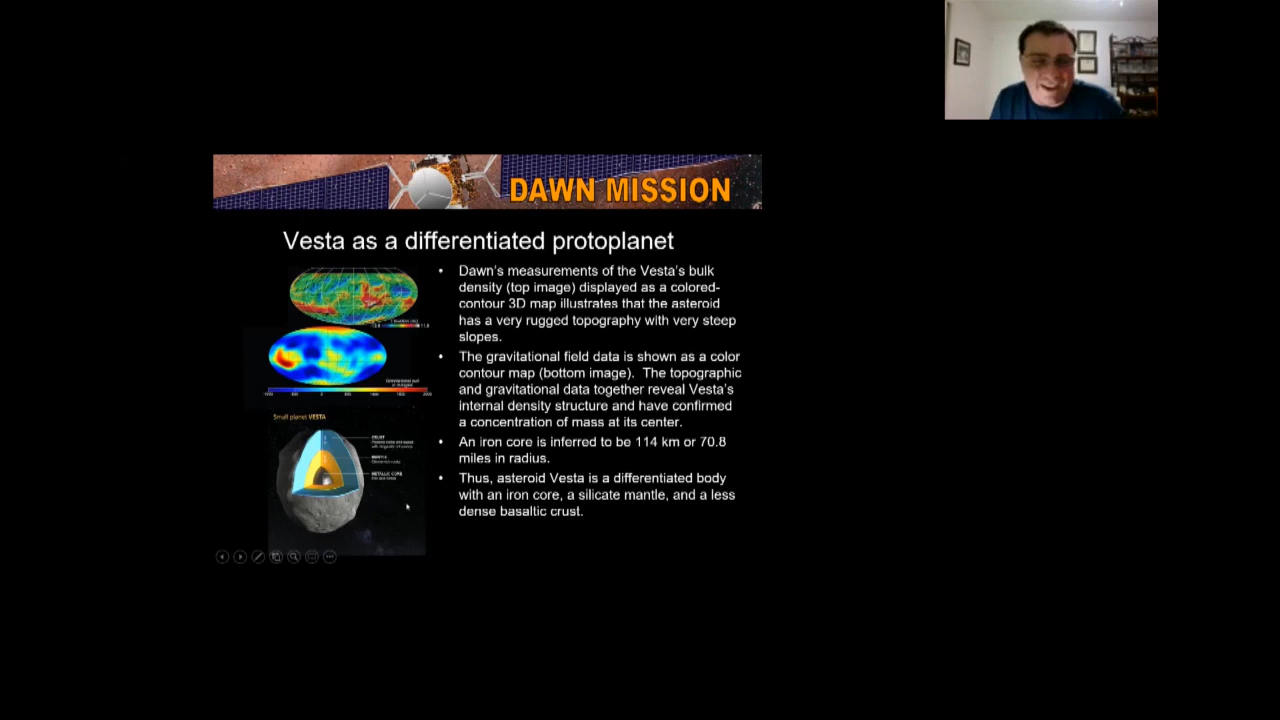 DAWN MISSION
Vesta as a differentiated protoplanet
• Dawn's measurements of the Vesta's bulk
density (top image) displayed as a colored-
contour 3D map illustrates that the asteroid
has a very rugged topography with very steep
slopes.
• The gravitational field data is shown as a color
contour map (bottom image). The topographic
and gravitational data together reveal Vesta's
internal density structure and have confirmed
a concentration of mass at its center.
• An iron core is inferred to be 114 km or 70.8
miles in radius.
• Thus, asteroid Vesta is a differentiated body
with an iron core, a silicate mantle, and a less
dense basaltic crust.
Small planet VESTA
CRUST
MANTLE
METALLIC CORE